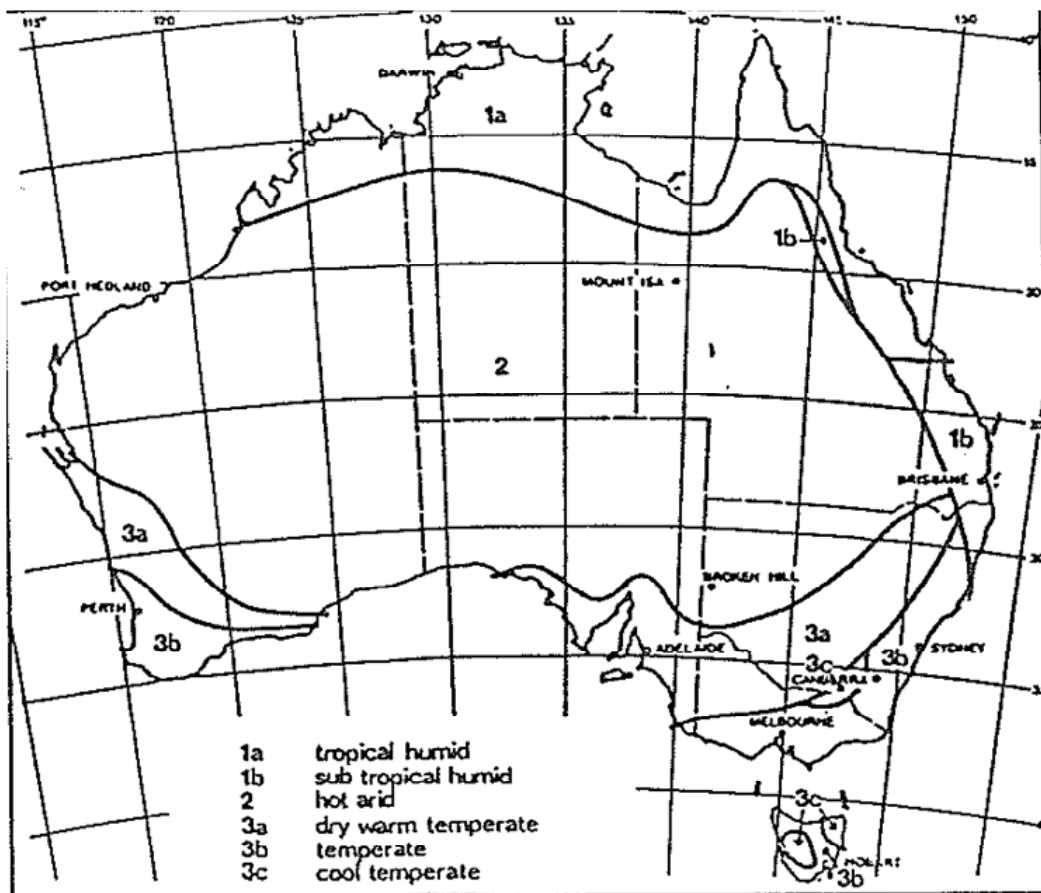 115° 120 125 130 135 140 145 150
10
DARWIN
1a
15
1b
PORT HEDLAND
MOUNT ISA
20
2
1
25
1b
BRISBANE
3a
30
BROKEN HILL
PERTH
3b
3a
ADELAIDE
3c
3b
SYDNEY
CANBERRA
35
MELBOURNE
1a tropical humid
1b sub tropical humid
2 hot arid
3a dry warm temperate
3b temperate
3c cool temperate
3c
HOBART
3b